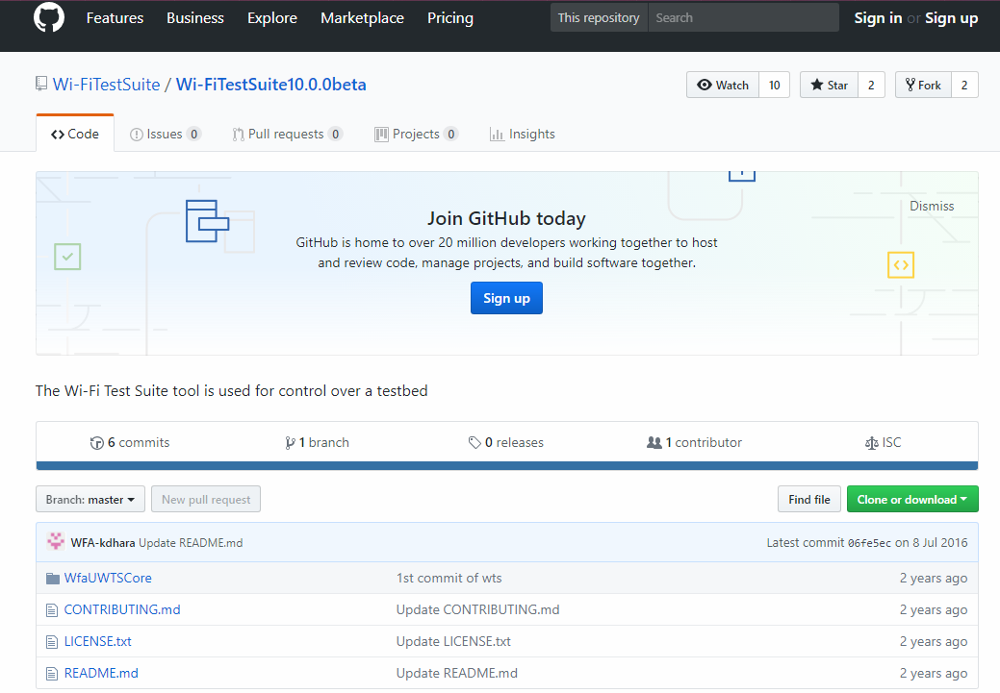 Features Business Explore Marketplace Pricing This repository Search Sign in or Sign up
Wi-FiTestSuite / Wi-FiTestSuite10.0.0beta Watch 10 Star 2 Fork 2
Code Issues 0 Pull requests 0 Projects 0 Insights
Join GitHub today
Dismiss
GitHub is home to over 20 million developers working together to host
and review code, manage projects, and build software together.
Sign up
The Wi-Fi Test Suite tool is used for control over a testbed
6 commits 1 branch 0 releases 1 contributor ISC
Branch: master New pull request Find file Clone or download
WFA-kdhara Update README.md Latest commit 06fe5ec on 8 Jul 2016
WfaUWTSCore 1st commit of wts 2 years ago
CONTRIBUTING.md Update CONTRIBUTING.md 2 years ago
LICENSE.txt Update LICENSE.txt 2 years ago
README.md Update README.md 2 years ago